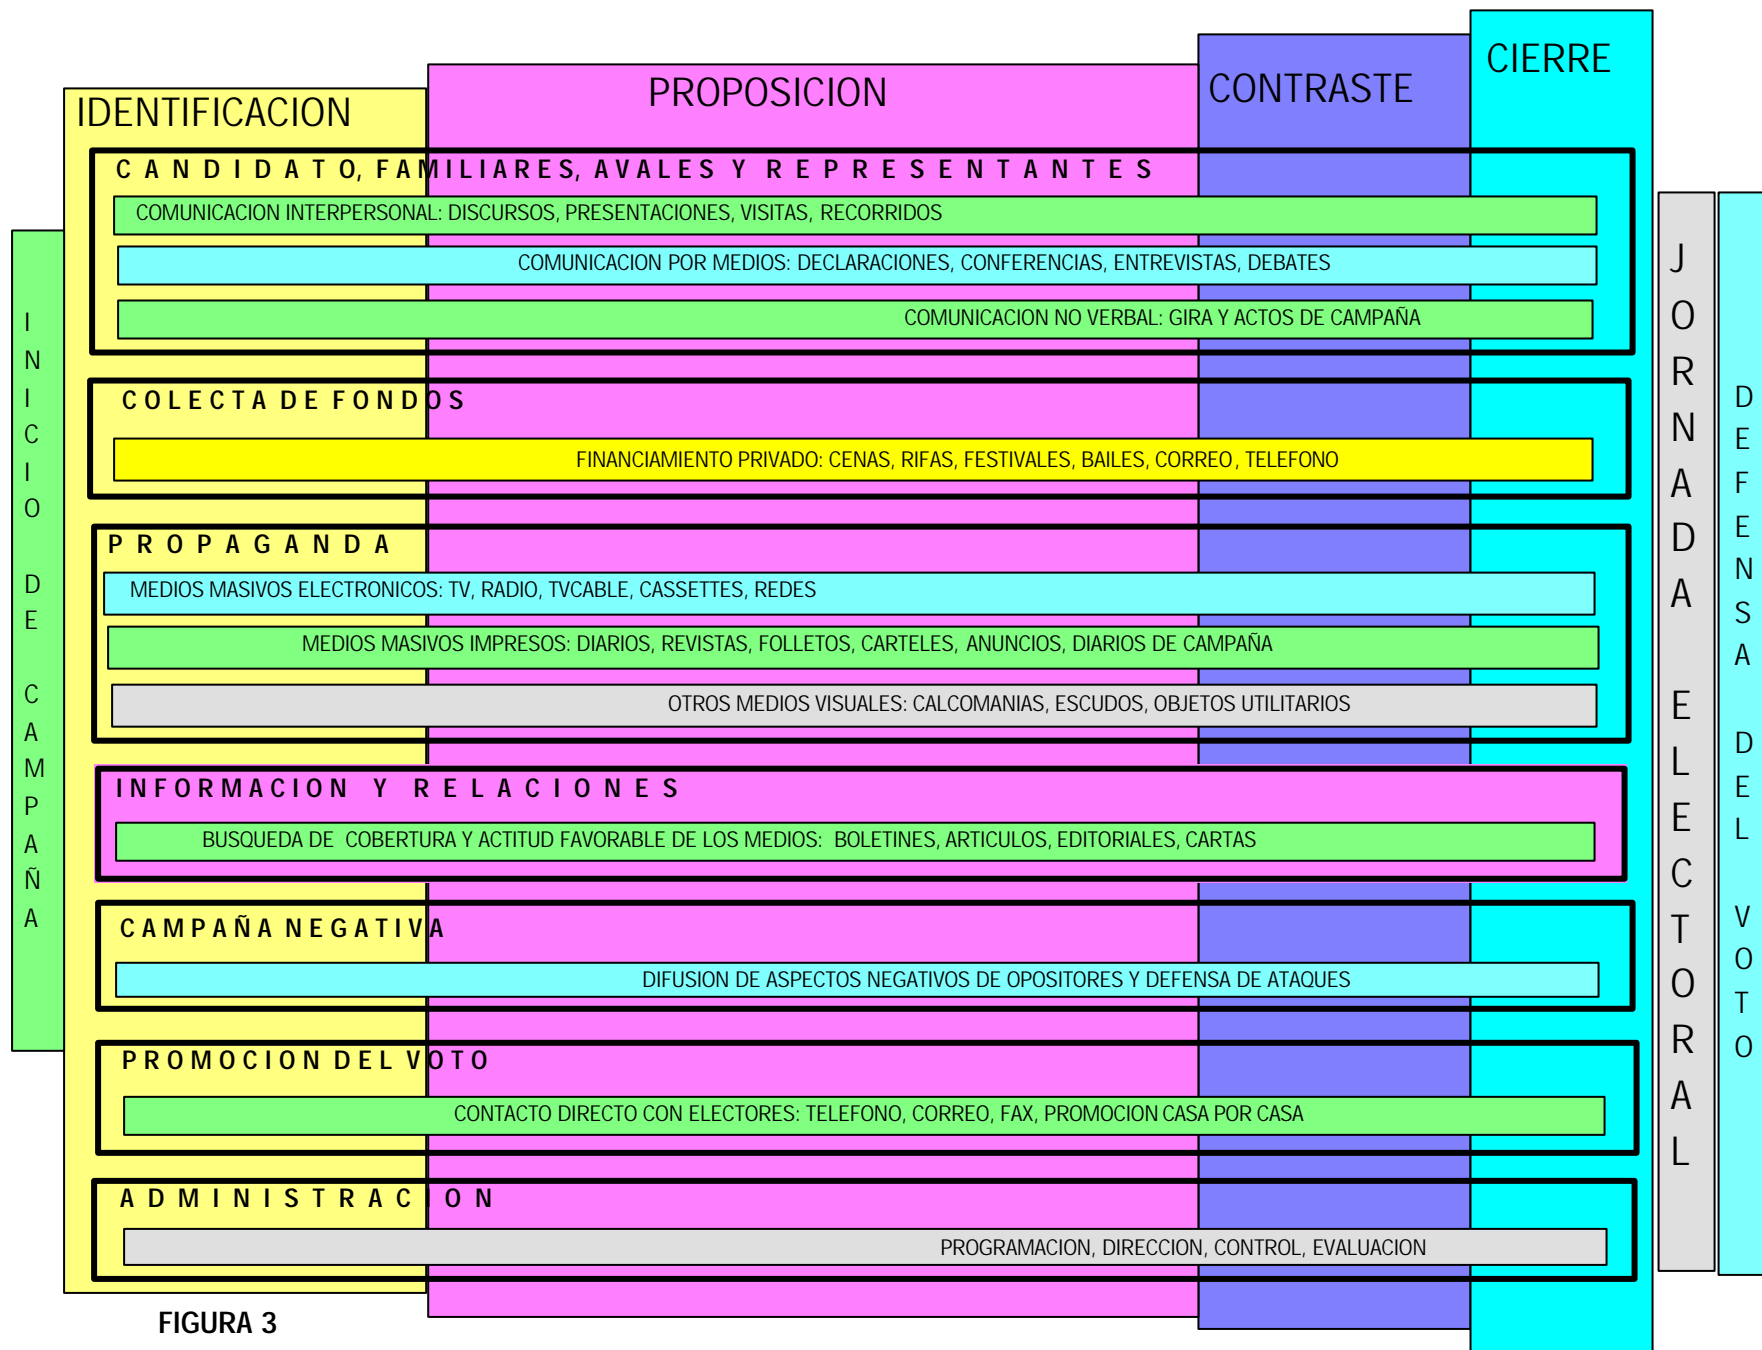 CIERRE
CONTRASTE
PROPOSICION
IDENTIFICACION
CANDIDATO, FAMILIARES, AVALES Y REPRESENTANTES
COMUNICACION INTERPERSONAL: DISCURSOS, PRESENTACIONES, VISITAS, RECORRIDOS
COMUNICACION POR MEDIOS: DECLARACIONES, CONFERENCIAS, ENTREVISTAS, DEBATES
COMUNICACION NO VERBAL: GIRA Y ACTOS DE CAMPAÑA
COLECTA DE FONDOS
FINANCIAMIENTO PRIVADO: CENAS, RIFAS, FESTIVALES, BAILES, CORREO, TELEFONO
PROPAGANDA
MEDIOS MASIVOS ELECTRONICOS: TV, RADIO, TVCABLE, CASSETTES, REDES
MEDIOS MASIVOS IMPRESOS: DIARIOS, REVISTAS, FOLLETOS, CARTELES, ANUNCIOS, DIARIOS DE CAMPAÑA
OTROS MEDIOS VISUALES: CALCOMANIAS, ESCUDOS, OBJETOS UTILITARIOS
INFORMACION Y RELACIONES
BUSQUEDA DE COBERTURA Y ACTITUD FAVORABLE DE LOS MEDIOS: BOLETINES, ARTICULOS, EDITORIALES, CARTAS
CAMPAÑA NEGATIVA
DIFUSION DE ASPECTOS NEGATIVOS DE OPOSITORES Y DEFENSA DE ATAQUES
PROMOCION DEL VOTO
CONTACTO DIRECTO CON ELECTORES: TELEFONO, CORREO, FAX, PROMOCION CASA POR CASA
ADMINISTRACION
PROGRAMACION, DIRECCION, CONTROL, EVALUACION
INICIO DE CAMPAÑA
JORNADA ELECTORAL
DEFENSA DEL VOTO
FIGURA 3